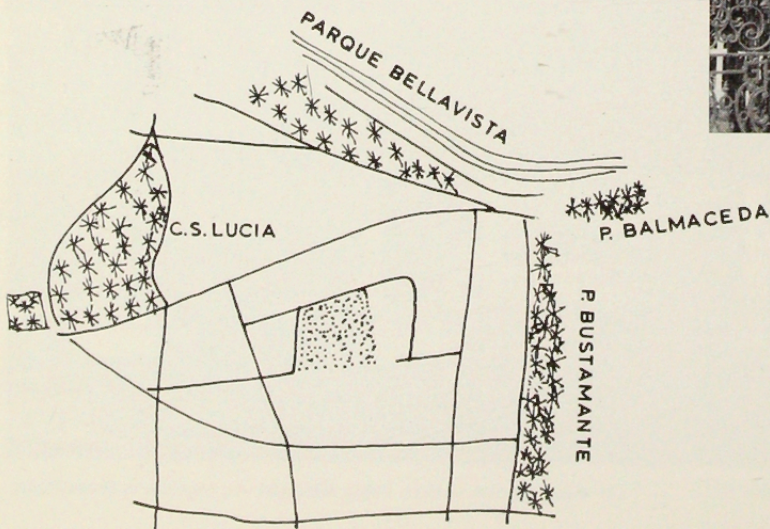 PARQUE BELLAVISTA
C.S. LUCIA
P. BALMACEDA
P. BUSTAMANTE